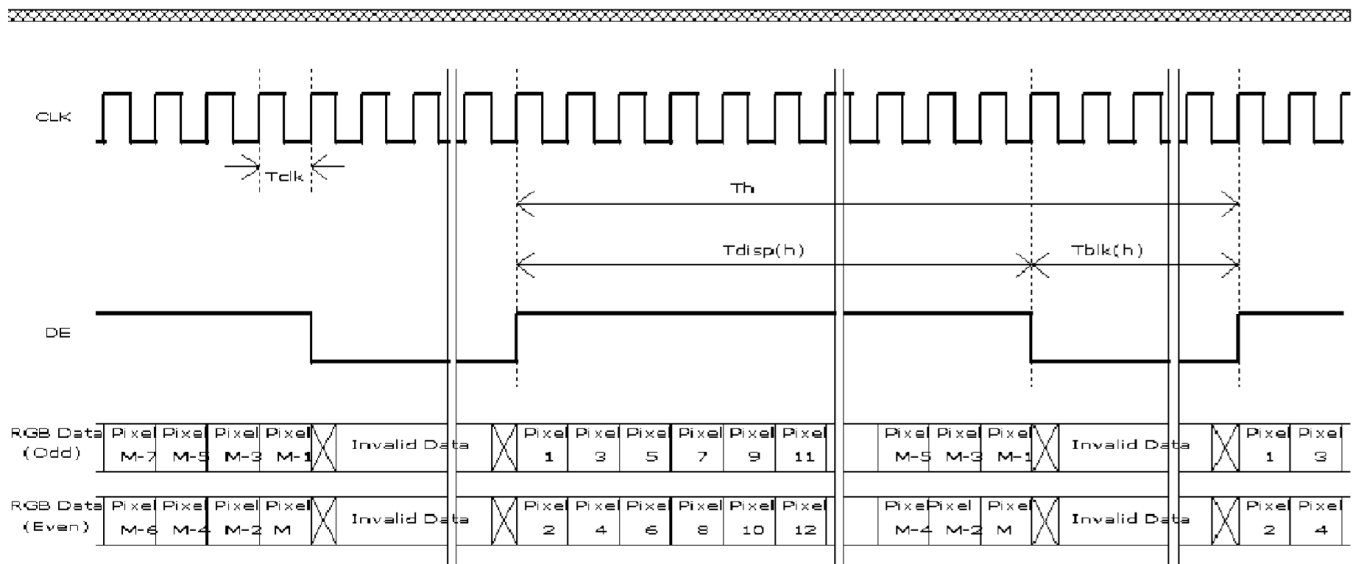 CLK
Tclk
Th
Tdisp(h) Tblk(h)
DE
RGB Data (Odd) Pixel M-7 Pixel M-5 Pixel M-3 Pixel M-1 Invalid Data Pixel 1 Pixel 3 Pixel 5 Pixel 7 Pixel 9 Pixel 11 Pixel M-5 Pixel M-3 Pixel M-1 Invalid Data Pixel 1 Pixel 3
RGB Data (Even) Pixel M-6 Pixel M-4 Pixel M-2 Pixel M Invalid Data Pixel 2 Pixel 4 Pixel 6 Pixel 8 Pixel 10 Pixel 12 Pixel M-4 Pixel M-2 Pixel M Invalid Data Pixel 2 Pixel 4